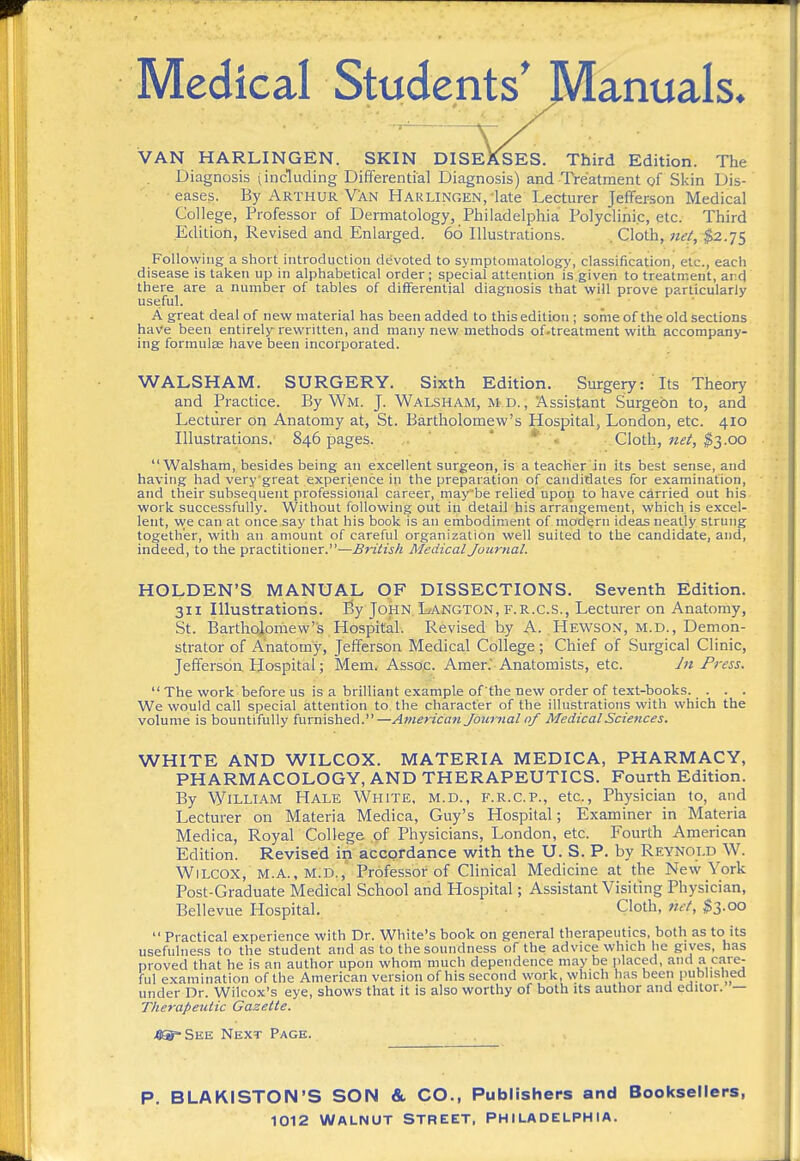 Medical Students' Manuals.
VAN HARLINGEN. SKIN DISEASES. Third Edition. The
Diagnosis (including Differential Diagnosis) and Treatment of Skin Dis-
eases. By ARTHUR VAN HARLINGEN, late Lecturer Jefferson Medical
College, Professor of Dermatology, Philadelphia Polyclinic, etc. Third
Edition, Revised and Enlarged. 60 Illustrations. Cloth, net, $2.75
Following a short introduction devoted to symptomatology, classification, etc., each
disease is taken up in alphabetical order; special attention is given to treatment, and
there are a number of tables of differential diagnosis that will prove particularly
useful.
A great deal of new material has been added to this edition; some of the old sections
have been entirely rewritten, and many new methods of treatment with accompany-
ing formulæ have been incorporated.
WALSHAM. SURGERY. Sixth Edition. Surgery: Its Theory
and Practice. By WM. J. WALSHAM, M.D., Assistant Surgeon to, and
Lecturer on Anatomy at, St. Bartholomew's Hospital, London, etc. 410
Illustrations. 846 pages. Cloth, net, $3.00
"Walsham, besides being an excellent surgeon, is a teacher in its best sense, and
having had very great experience in the preparation of candidates for examination,
and their subsequent professional career, may be relied upon to have carried out his
work successfully. Without following out in detail his arrangement, which is excel-
lent, we can at once say that his book is an embodiment of modern ideas neatly strung
together, with an amount of careful organization well suited to the candidate, and,
indeed, to the practitioner."—British Medical Journal.
HOLDEN'S MANUAL OF DISSECTIONS. Seventh Edition.
311 Illustrations. By JOHN LANGTON, F.R.C.S., Lecturer on Anatomy,
St. Bartholomew's Hospital. Revised by A. HEWSON, M.D., Demon-
strator of Anatomy, Jefferson Medical College; Chief of Surgical Clinic,
Jefferson Hospital; Mem. Assoc. Amer. Anatomists, etc. In Press.
"The work before us is a brilliant example of the new order of text-books. . . .
We would call special attention to the character of the illustrations with which the
volume is bountifully furnished."—American Journal of Medical Sciences.
WHITE AND WILCOX. MATERIA MEDICA, PHARMACY,
PHARMACOLOGY, AND THERAPEUTICS. Fourth Edition.
By WILLIAM HALE WHITE, M.D., F.R.C.P., etc., Physician to, and
Lecturer on Materia Medica, Guy's Hospital; Examiner in Materia
Medica, Royal College of Physicians, London, etc. Fourth American
Edition. Revised in accordance with the U. S. P. by REYNOLD W.
WILCOX, M.A., M.D., Professor of Clinical Medicine at the New York
Post-Graduate Medical School and Hospital; Assistant Visiting Physician,
Bellevue Hospital. Cloth, net, $3.00
"Practical experience with Dr. White's book on general therapeutics, both as to its
usefulness to the student and as to the soundness of the advice which he gives, has
proved that he is an author upon whom much dependence may be placed, and a care-
ful examination of the American version of his second work, which has been published
under Dr. Wilcox's eye, shows that it is also worthy of both its author and editor."—
Therapeutic Gazette.
☞ SEE NEXT PAGE.
P. BLAKISTON'S SON & CO., Publishers and Booksellers,
1012 WALNUT STREET, PHILADELPHIA.